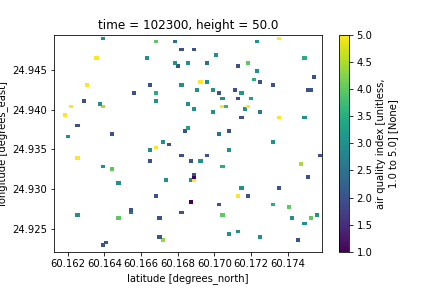 time = 102300, height = 50.0
24.945
24.940
24.935
24.930
24.925
longitude [degrees_east]
60.162 60.164 60.166 60.168 60.170 60.172 60.174
latitude [degrees_north]
5.0
4.5
4.0
3.5
3.0
2.5
2.0
1.5
1.0
air quality index [unitless,
1.0 to 5.0] [None]